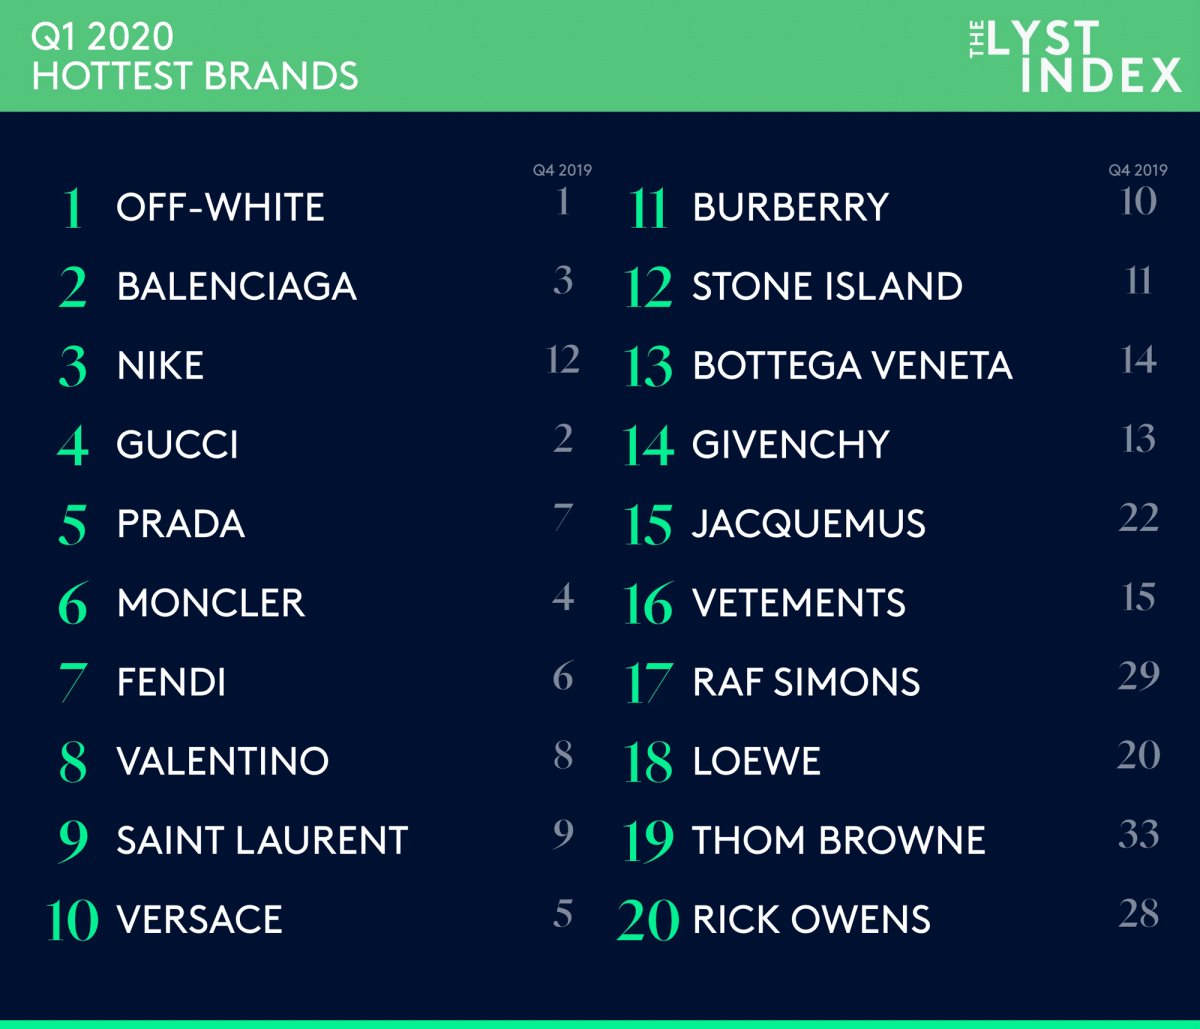 Q1 2020
HOTTEST BRANDS
THE LYST
INDEX
Q4 2019
1 OFF-WHITE 1
2 BALENCIAGA 3
3 NIKE 12
4 GUCCI 2
5 PRADA 7
6 MONCLER 4
7 FENDI 6
8 VALENTINO 8
9 SAINT LAURENT 9
10 VERSACE 5
Q4 2019
11 BURBERRY 10
12 STONE ISLAND 11
13 BOTTEGA VENETA 14
14 GIVENCHY 13
15 JACQUEMUS 22
16 VETEMENTS 15
17 RAF SIMONS 29
18 LOEWE 20
19 THOM BROWNE 33
20 RICK OWENS 28